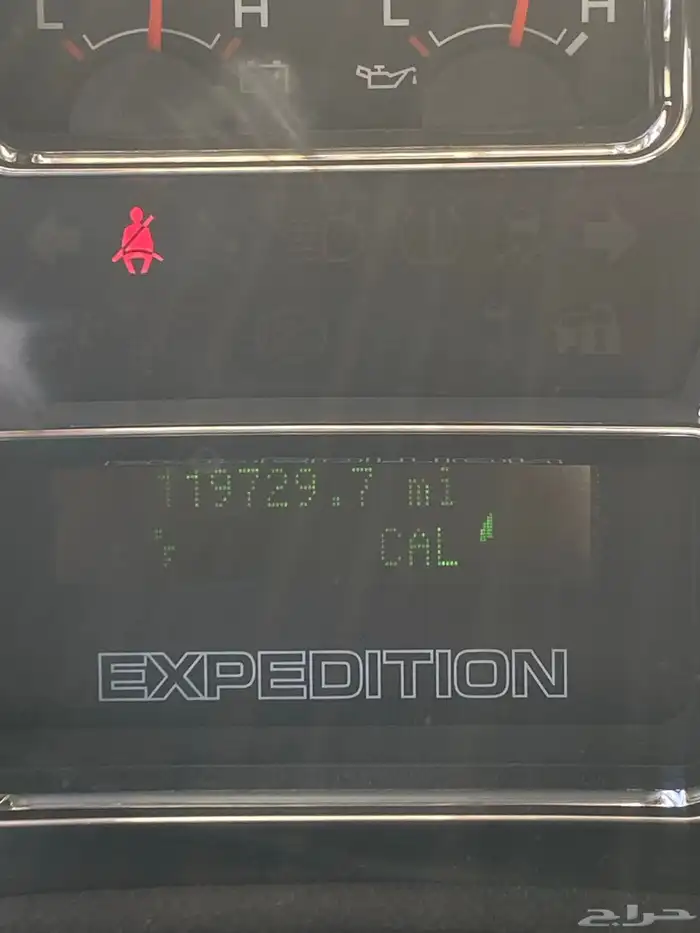 L H L H
119729.7 mi
°F CAL
EXPEDITION
حراج